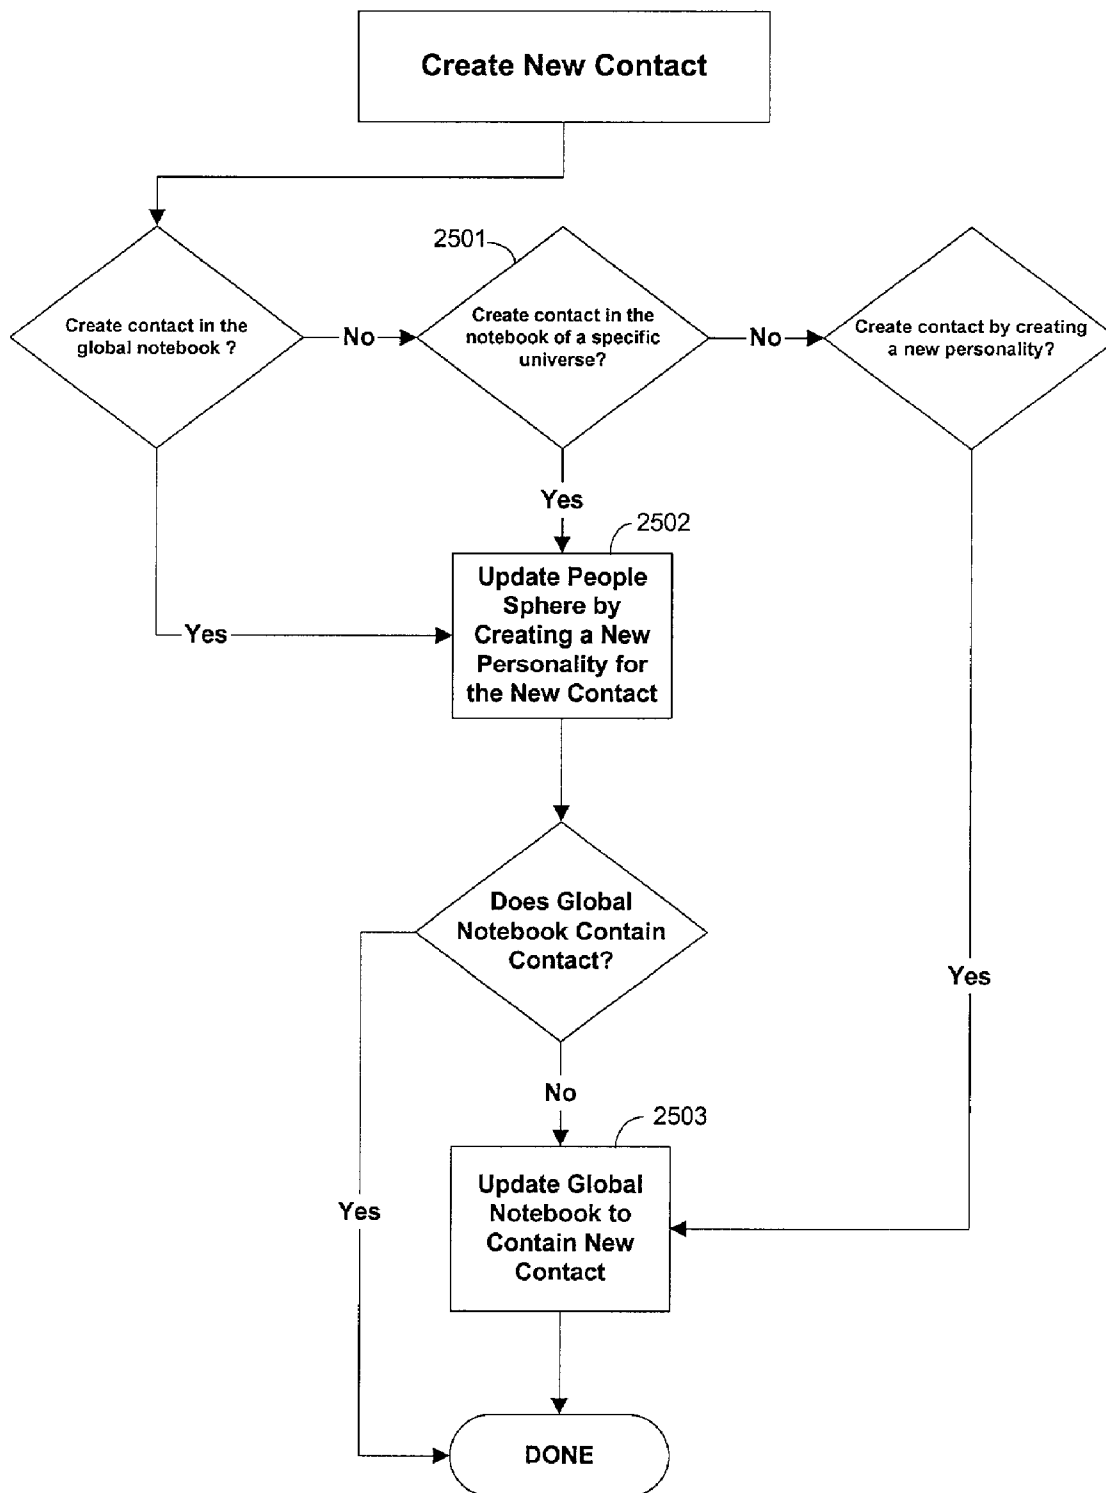 Create New Contact
2501
Create contact in the
global notebook ?
No
Create contact in the
notebook of a specific
universe?
No
Create contact by creating
a new personality?
Yes
2502
Update People
Sphere by
Creating a New
Personality for
the New Contact
Yes
Does Global
Notebook Contain
Contact?
Yes
No
2503
Update Global
Notebook to
Contain New
Contact
Yes
DONE